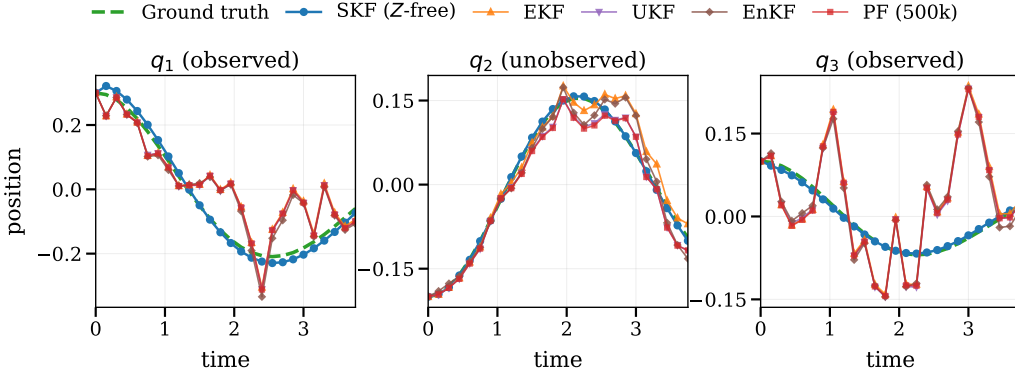 Ground truth SKF (Z-free) EKF UKF EnKF PF (500k)
q1 (observed) q2 (unobserved) q3 (observed)
position
0.2
0.0
−0.2
0.15
0.00
−0.15
0.15
0.00
−0.15
0 1 2 3
0 1 2 3
0 1 2 3
time time time